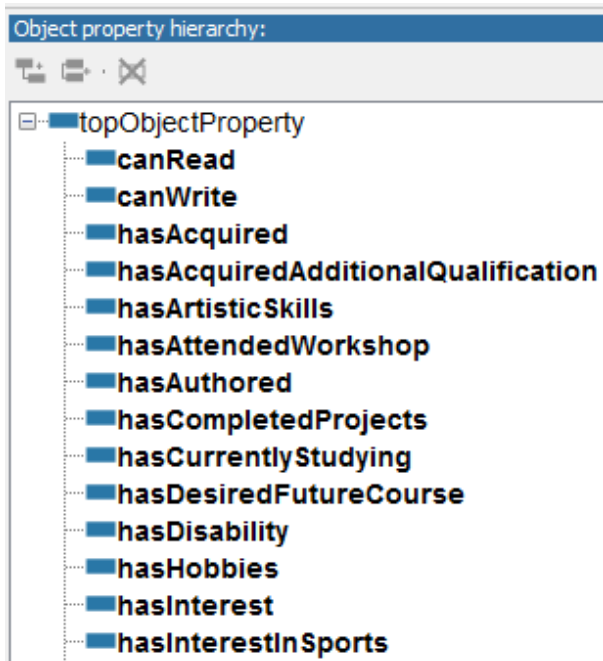 Object property hierarchy:
topObjectProperty
canRead
canWrite
hasAcquired
hasAcquiredAdditionalQualification
hasArtisticSkills
hasAttendedWorkshop
hasAuthored
hasCompletedProjects
hasCurrentlyStudying
hasDesiredFutureCourse
hasDisability
hasHobbies
hasInterest
hasInterestInSports